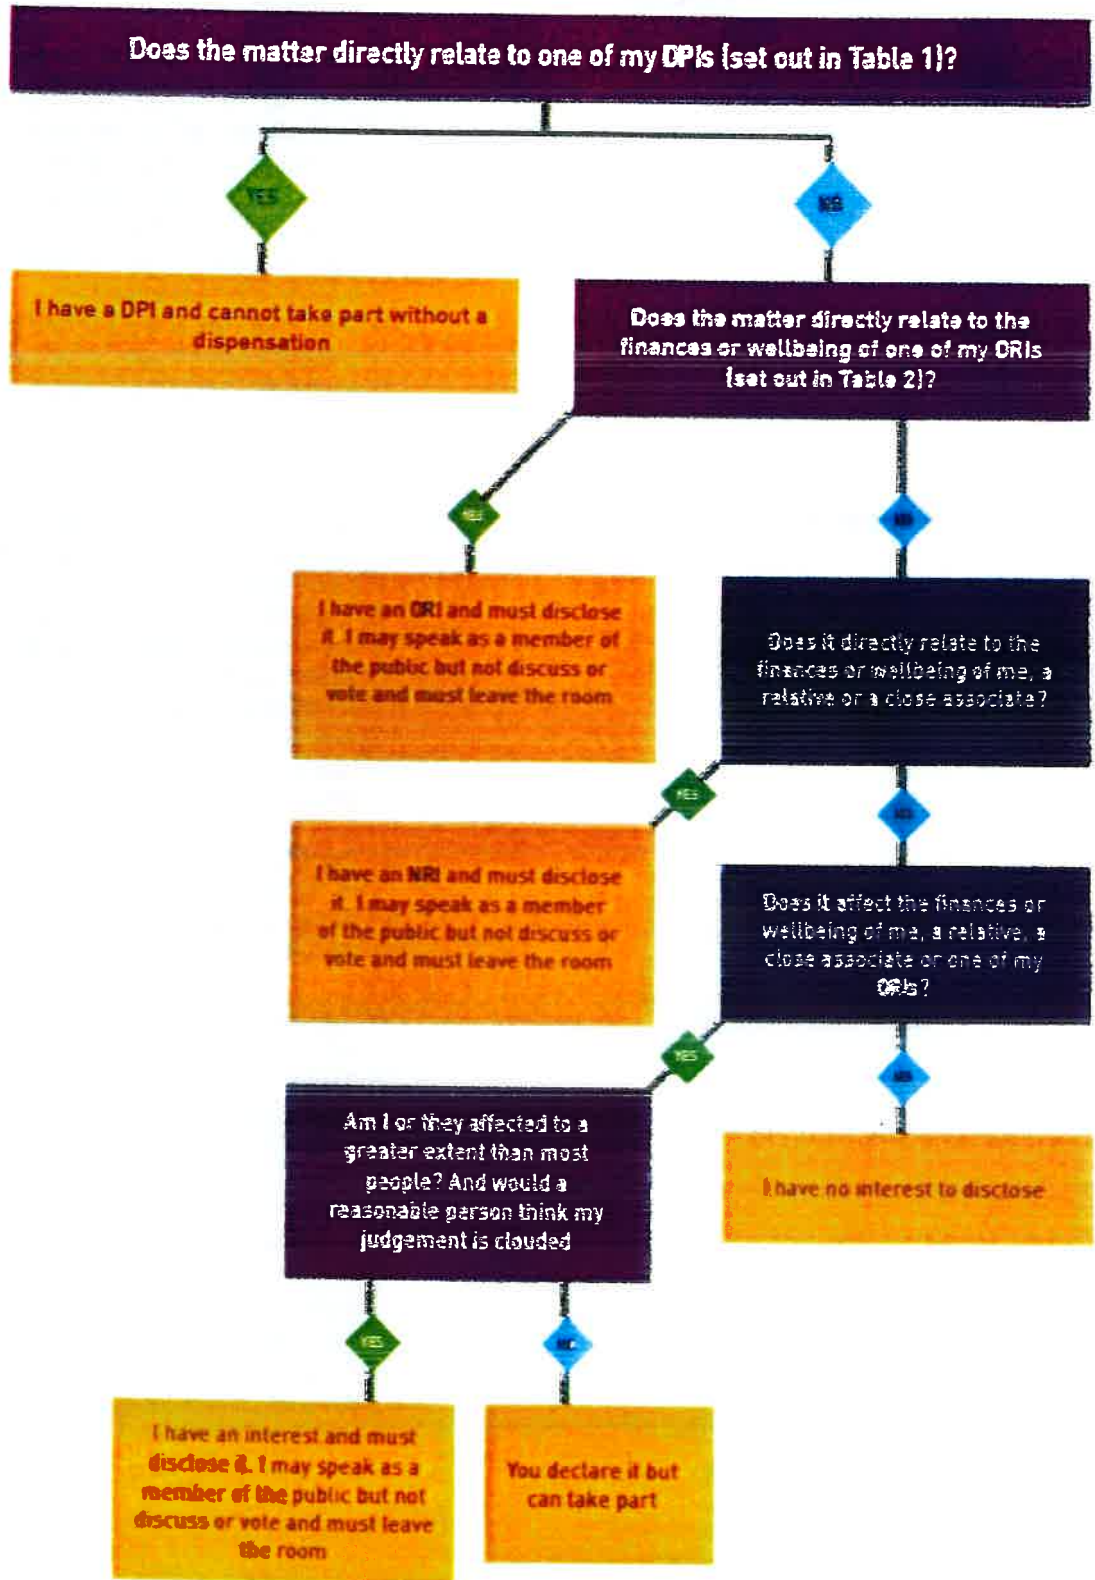 Does the matter directly relate to one of my DPIs (set out in Table 1)?
YES
NO
I have a DPI and cannot take part without a
dispensation
Does the matter directly relate to the
finances or wellbeing of one of my ORIs
(set out in Table 2)?
YES
NO
I have an ORI and must disclose
it. I may speak as a member of
the public but not discuss or
vote and must leave the room
Does it directly relate to the
finances or wellbeing of me, a
relative or a close associate?
YES
NO
I have an NRI and must disclose
it. I may speak as a member
of the public but not discuss or
vote and must leave the room
Does it affect the finances or
wellbeing of me, a relative, a
close associate or one of my
ORIs?
YES
NO
Am I or they affected to a
greater extent than most
people? And would a
reasonable person think my
judgement is clouded
I have no interest to disclose
YES
NO
I have an interest and must
disclose it. I may speak as a
member of the public but not
discuss or vote and must leave
the room
You declare it but
can take part